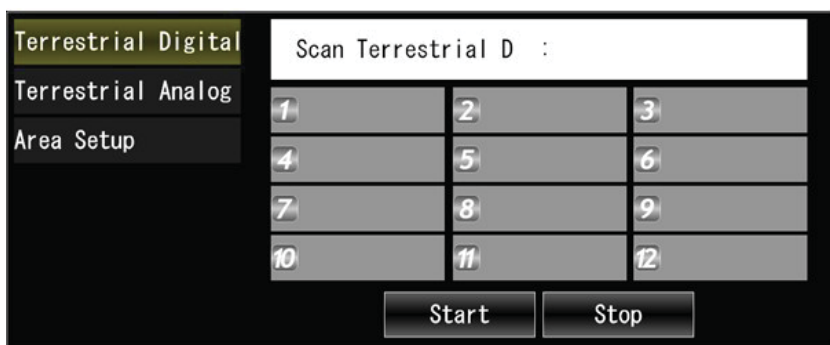 Terrestrial Digital
Terrestrial Analog
Area Setup
Scan Terrestrial D :
1 2 3
4 5 6
7 8 9
10 11 12
Start Stop